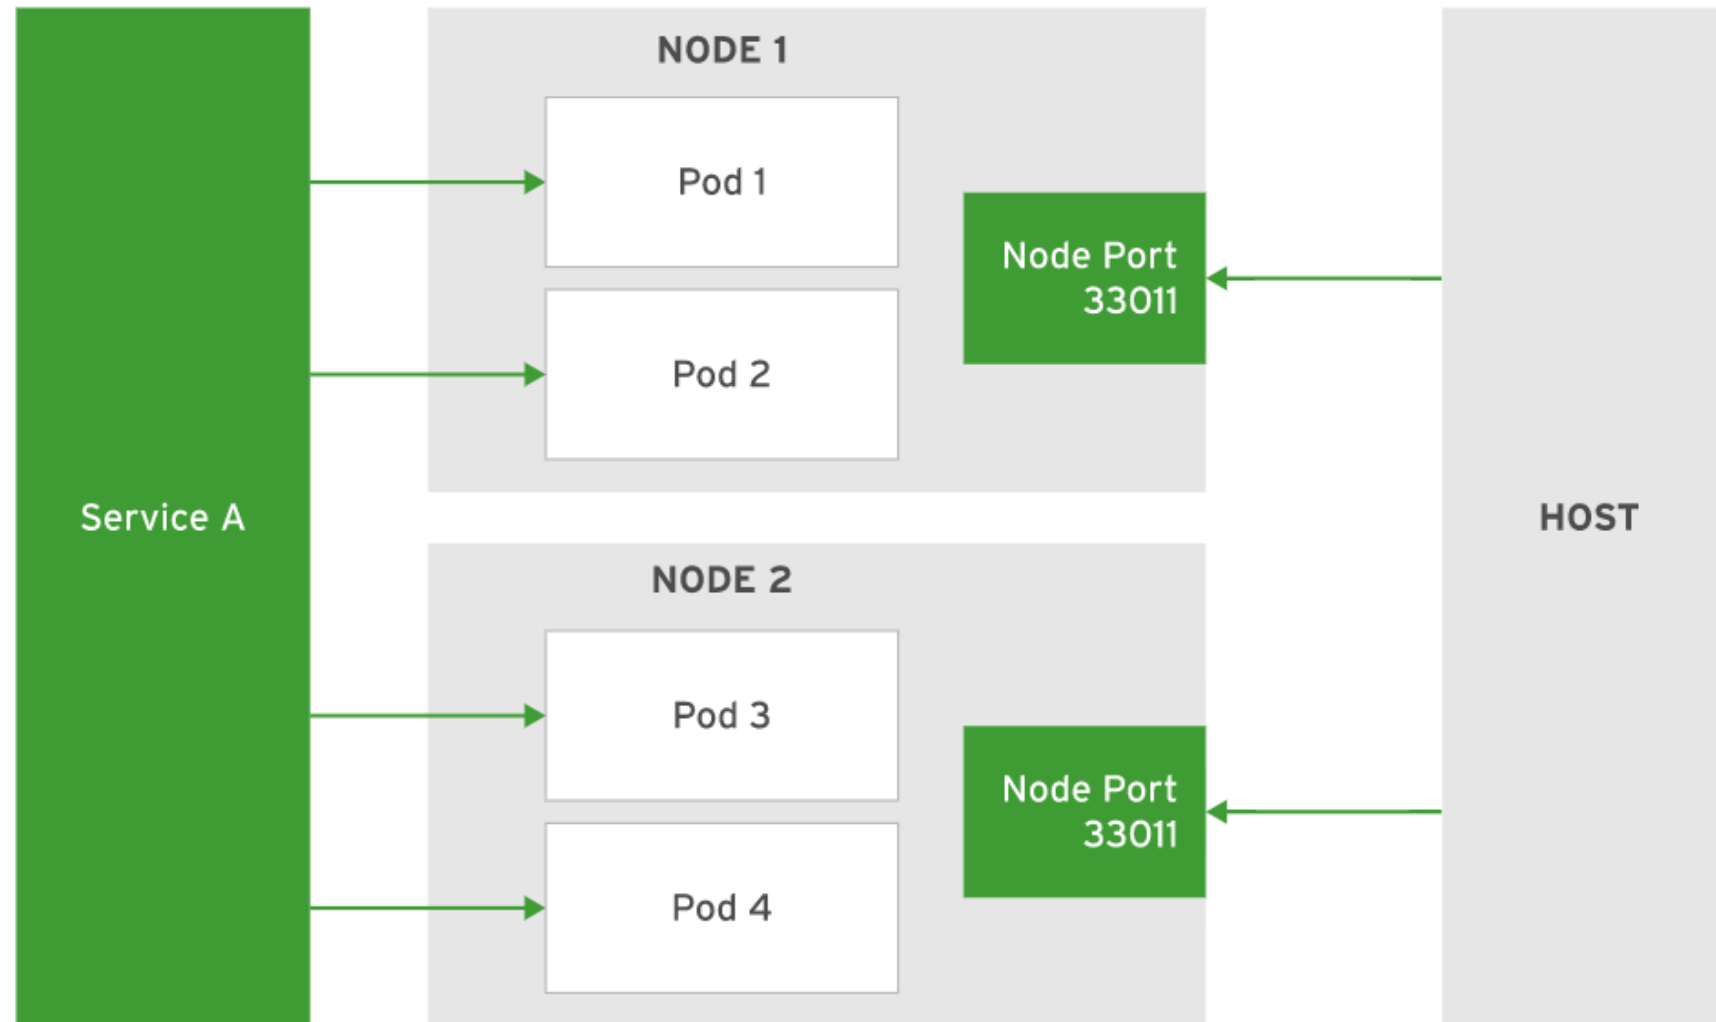 Service A
NODE 1
Pod 1
Pod 2
Node Port
33011
NODE 2
Pod 3
Pod 4
Node Port
33011
HOST